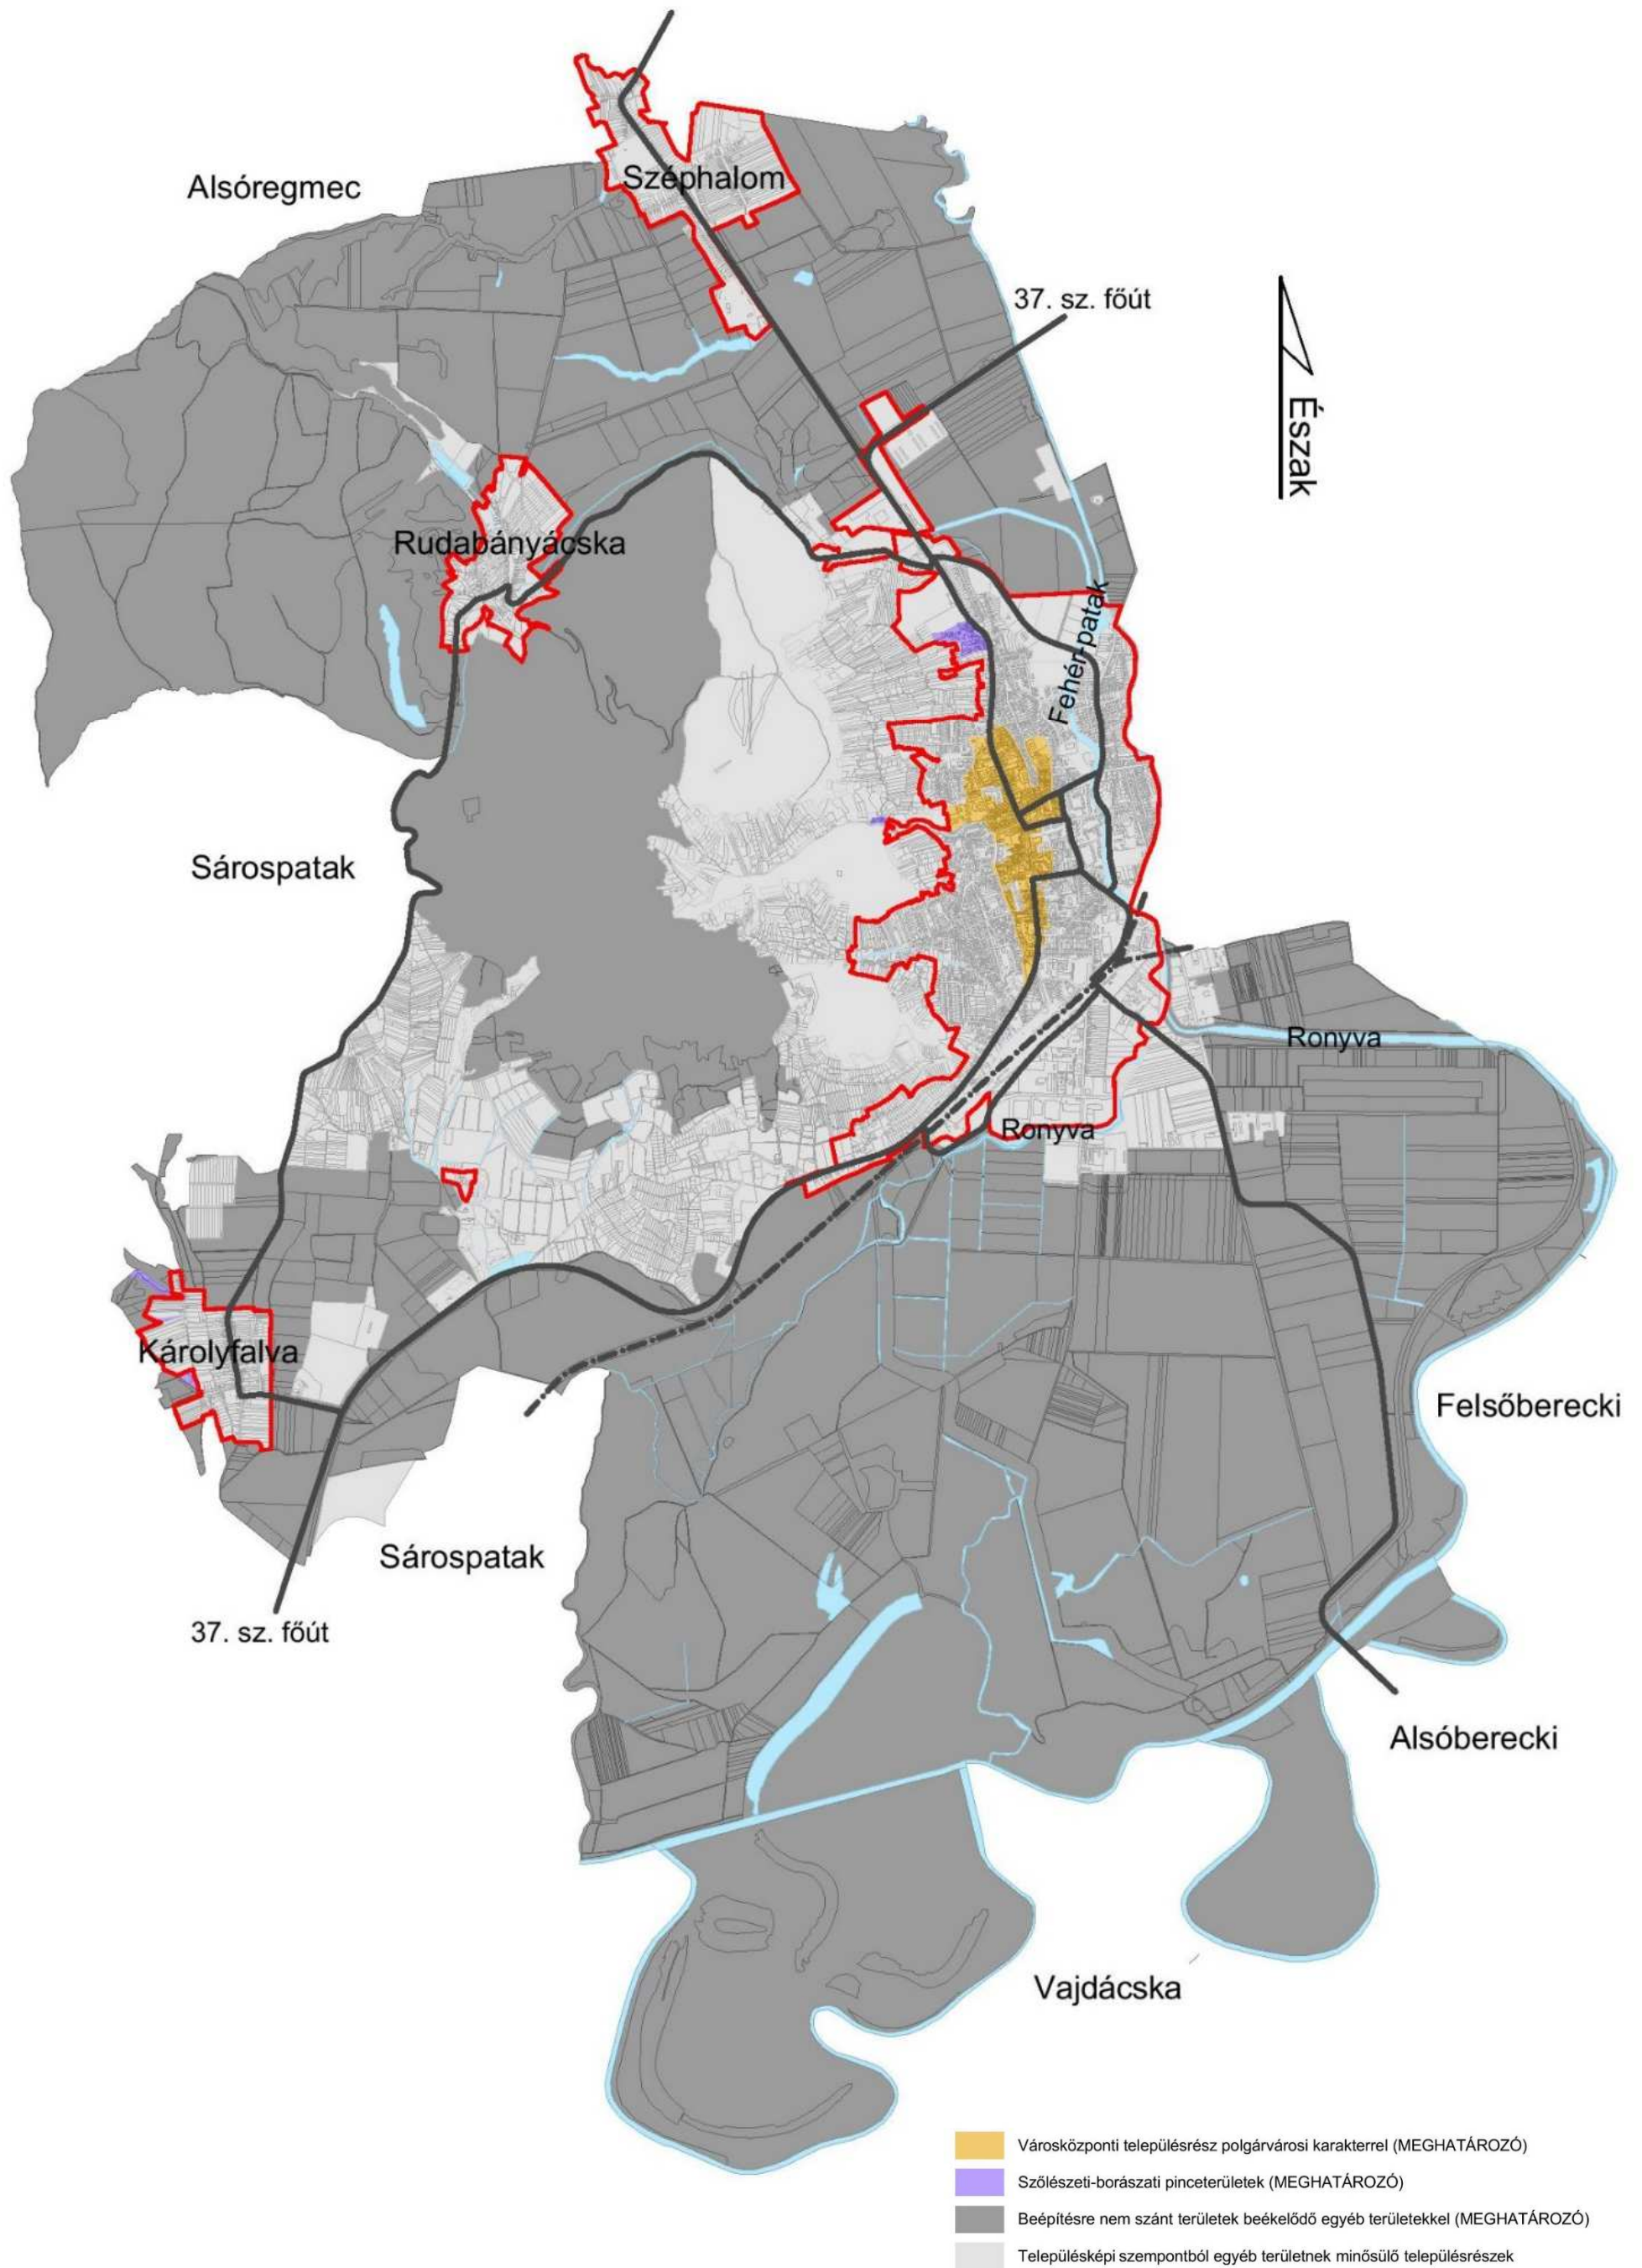 Alsóregmec
Széphalom
37. sz. főút
Észak
Rudabányácska
Fehér-patak
Sárospatak
Ronyva
Ronyva
Károlyfalva
Felsőberecki
Sárospatak
37. sz. főút
Alsóberecki
Vajdácska
Városközponti településrész polgárvárosi karakterrel (MEGHATÁROZÓ)
Szőlészeti-borászati pinceterületek (MEGHATÁROZÓ)
Beépítésre nem szánt területek beékelődő egyéb területekkel (MEGHATÁROZÓ)
Településképi szempontból egyéb területnek minősülő településrészek